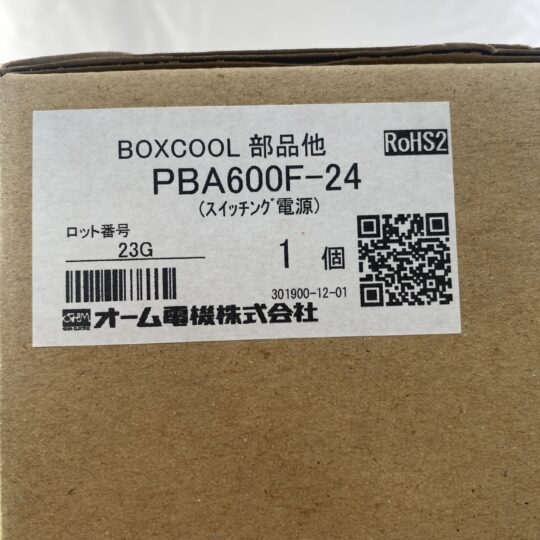 BOXCOOL 部品他
RoHS2
PBA600F-24
(スイッチング電源)
ロット番号
23G
1 個
301900-12-01
OHM オーム電機株式会社